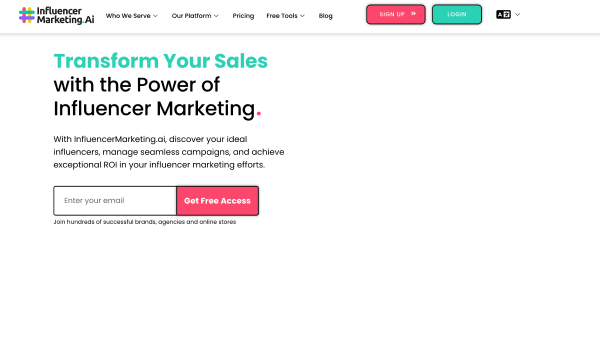 Influencer
Marketing.Ai
Who We Serve
Our Platform
Pricing
Free Tools
Blog
SIGN UP »
LOGIN
Transform Your Sales
with the Power of
Influencer Marketing.
With InfluencerMarketing.ai, discover your ideal
influencers, manage seamless campaigns, and achieve
exceptional ROI in your influencer marketing efforts.
Enter your email
Get Free Access
Join hundreds of successful brands, agencies and online stores